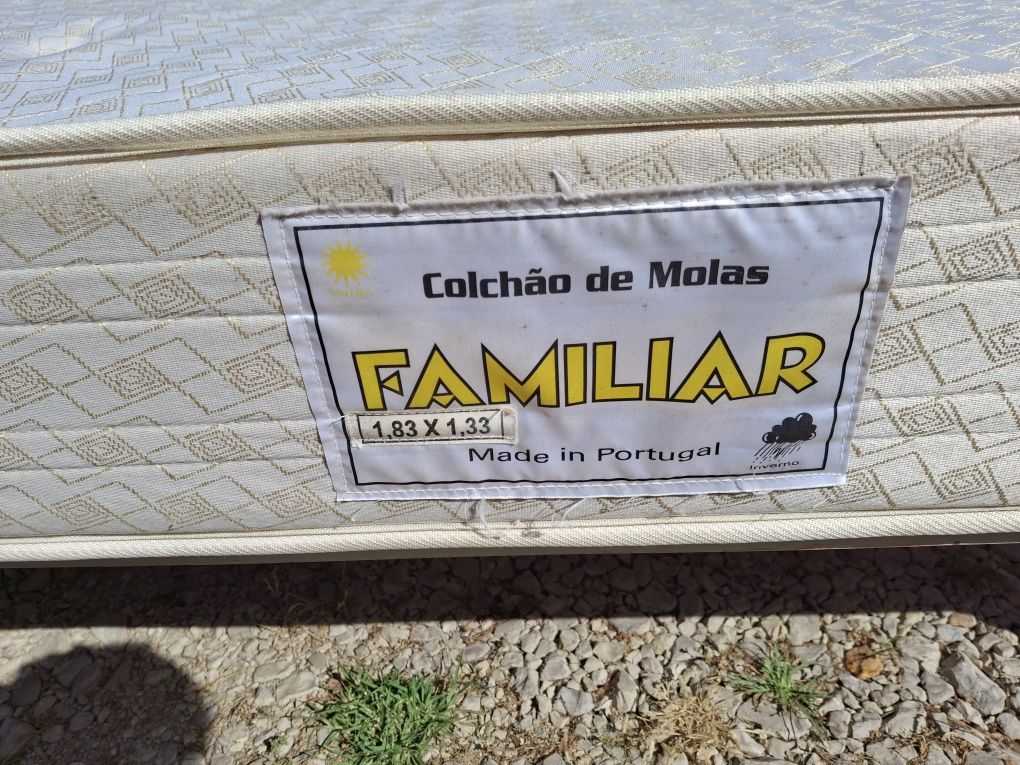 Colchão de Molas
FAMILIAR
1,83 X 1,33
Made in Portugal
Inverno